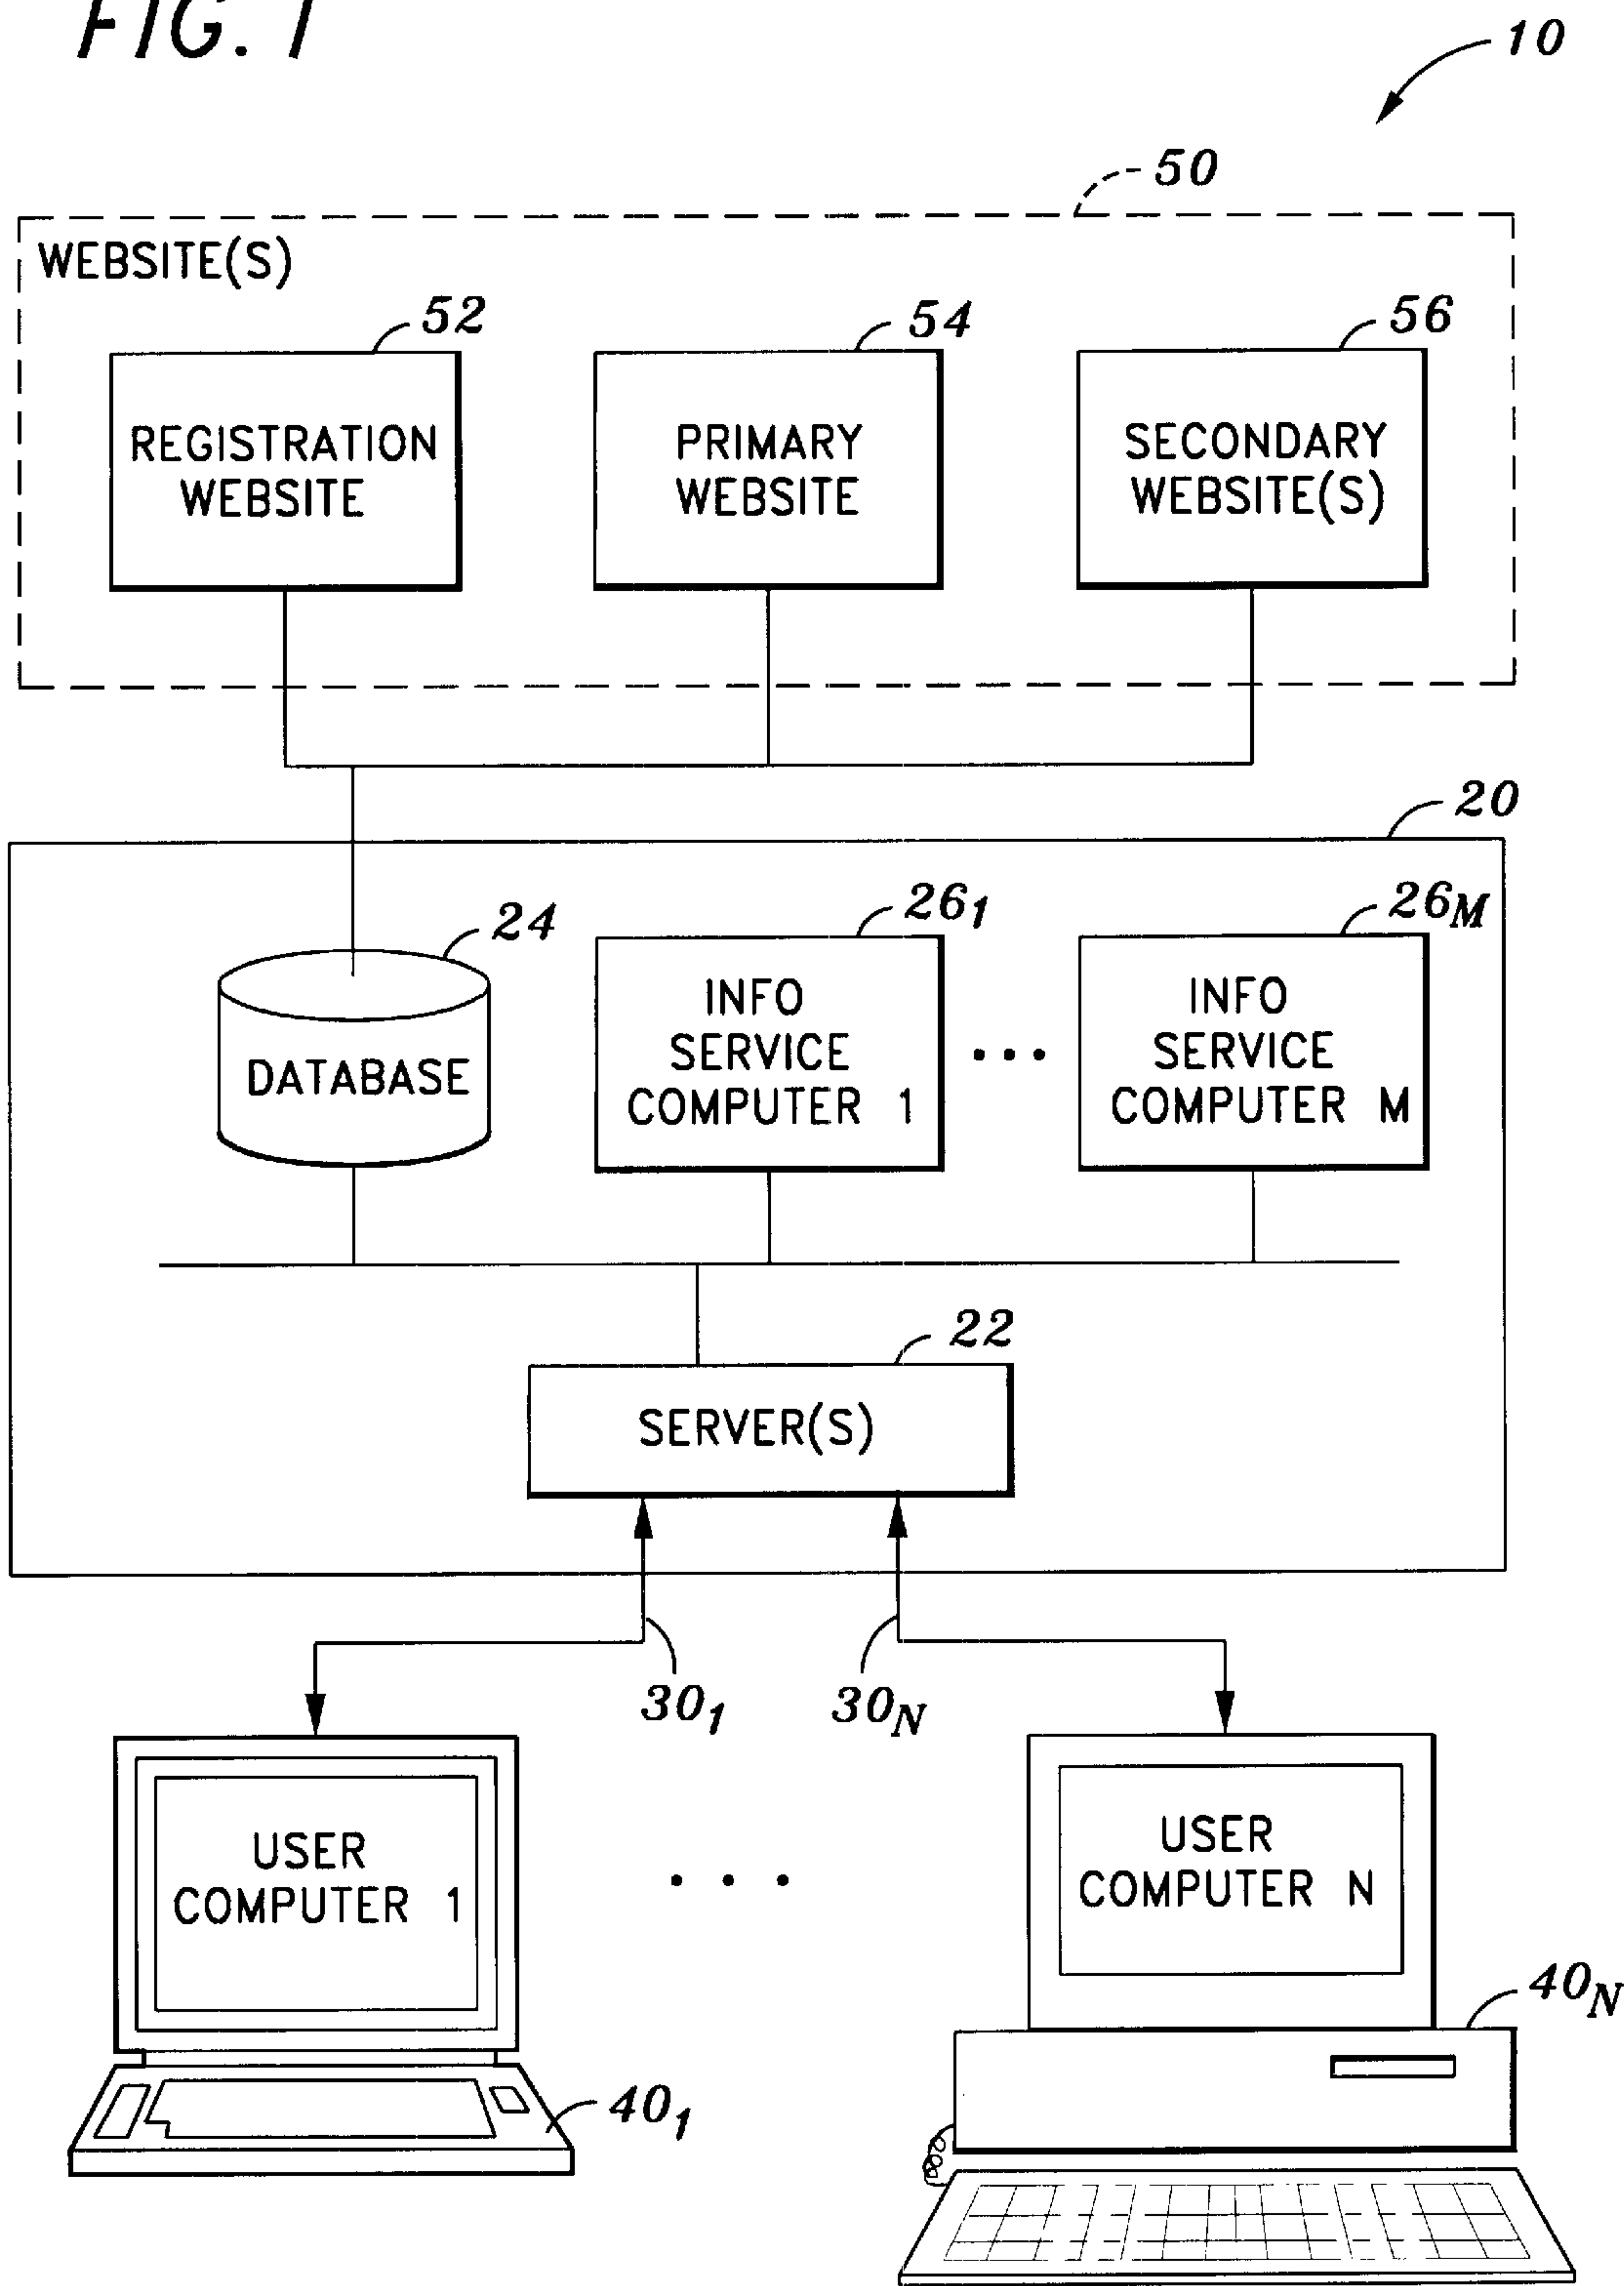 FIG. 1
10
50
WEBSITE(S)
52
54
56
REGISTRATION
WEBSITE
PRIMARY
WEBSITE
SECONDARY
WEBSITE(S)
20
24
26₁
26M
DATABASE
INFO
SERVICE
COMPUTER 1
...
INFO
SERVICE
COMPUTER M
22
SERVER(S)
30₁
30N
USER
COMPUTER 1
. . .
USER
COMPUTER N
40₁
40N